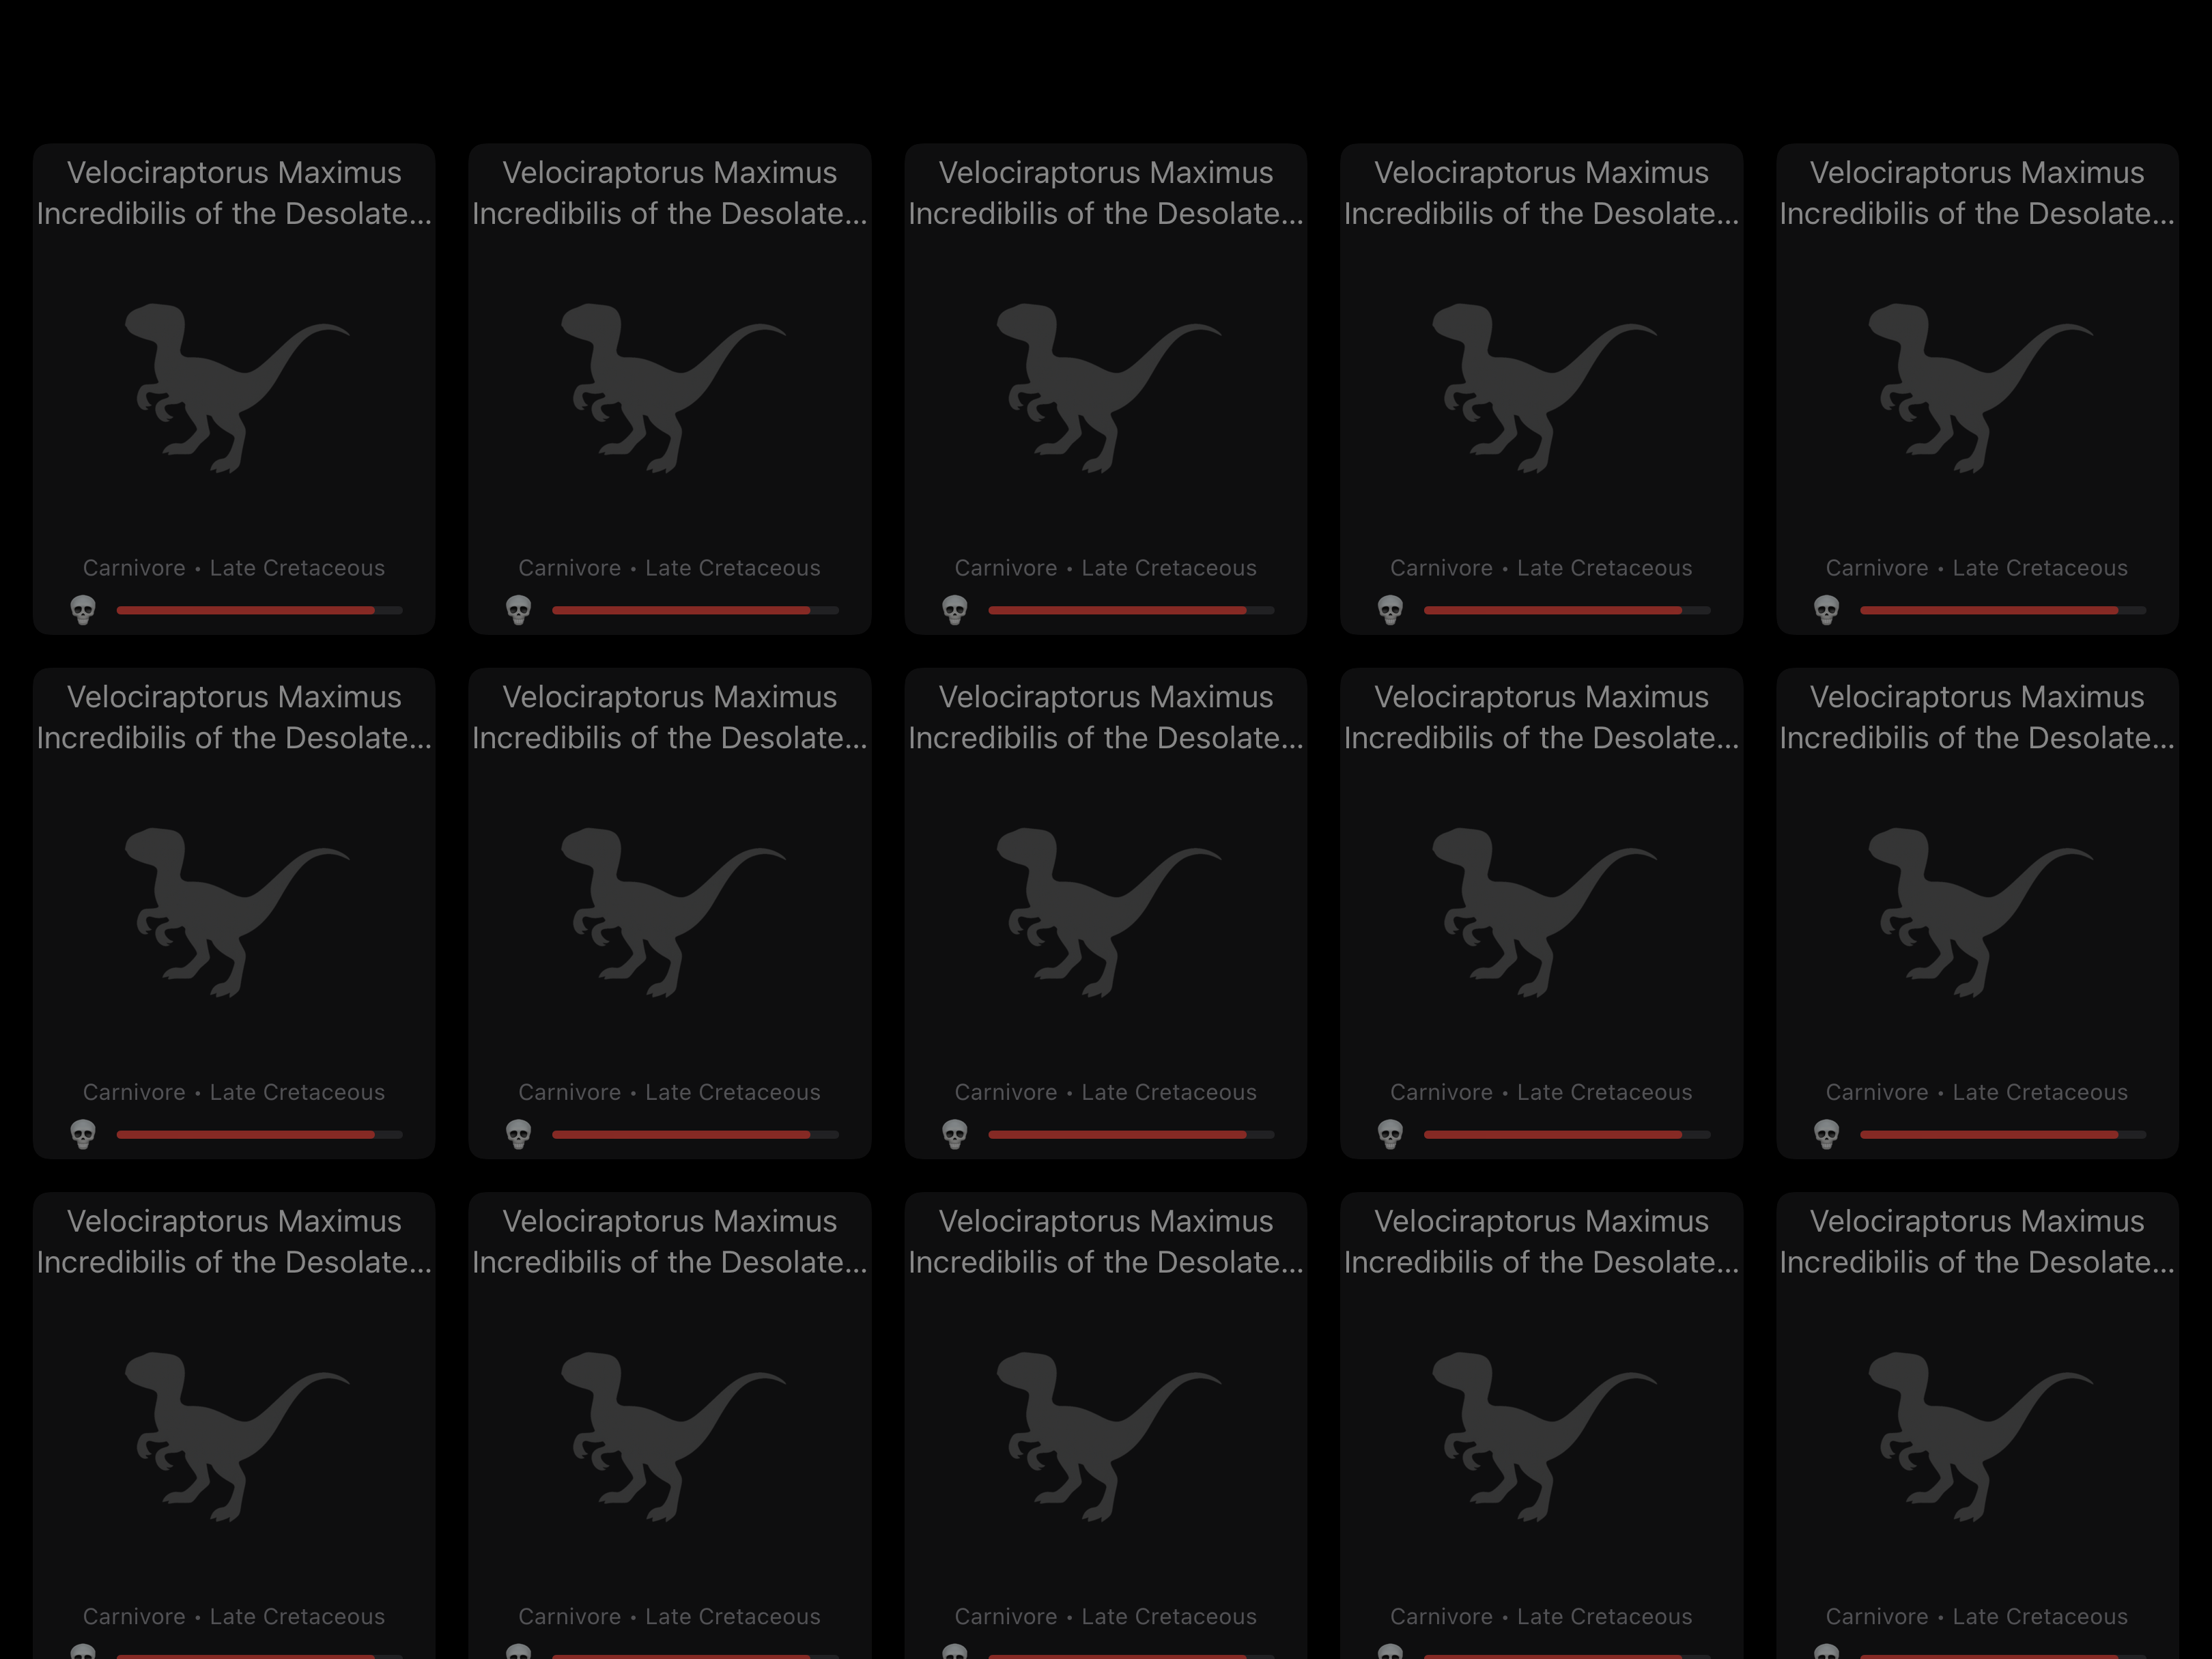 Velociraptorus Maximus
Incredibilis of the Desolate...
Velociraptorus Maximus
Incredibilis of the Desolate...
Velociraptorus Maximus
Incredibilis of the Desolate...
Velociraptorus Maximus
Incredibilis of the Desolate...
Velociraptorus Maximus
Incredibilis of the Desolate...
Carnivore • Late Cretaceous
Carnivore • Late Cretaceous
Carnivore • Late Cretaceous
Carnivore • Late Cretaceous
Carnivore • Late Cretaceous
Velociraptorus Maximus
Incredibilis of the Desolate...
Velociraptorus Maximus
Incredibilis of the Desolate...
Velociraptorus Maximus
Incredibilis of the Desolate...
Velociraptorus Maximus
Incredibilis of the Desolate...
Velociraptorus Maximus
Incredibilis of the Desolate...
Carnivore • Late Cretaceous
Carnivore • Late Cretaceous
Carnivore • Late Cretaceous
Carnivore • Late Cretaceous
Carnivore • Late Cretaceous
Velociraptorus Maximus
Incredibilis of the Desolate...
Velociraptorus Maximus
Incredibilis of the Desolate...
Velociraptorus Maximus
Incredibilis of the Desolate...
Velociraptorus Maximus
Incredibilis of the Desolate...
Velociraptorus Maximus
Incredibilis of the Desolate...
Carnivore • Late Cretaceous
Carnivore • Late Cretaceous
Carnivore • Late Cretaceous
Carnivore • Late Cretaceous
Carnivore • Late Cretaceous